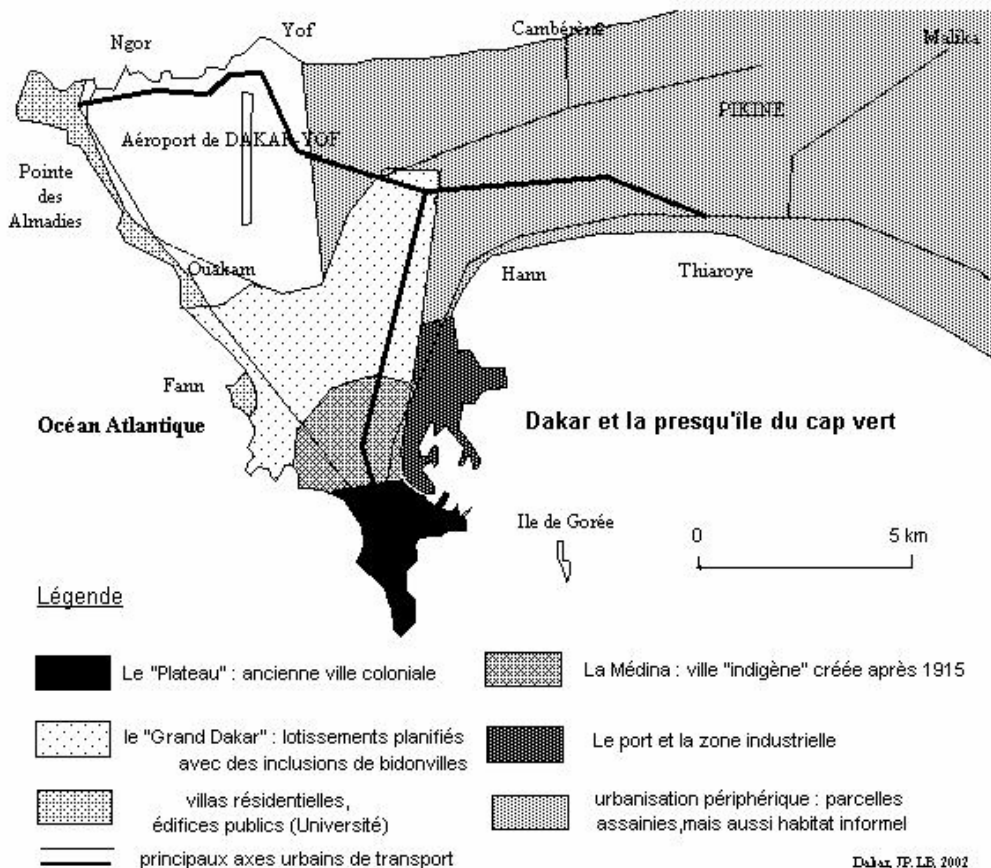 Ngor
Yof
Cambérène
Malika
Aéroport de DAKAR-YOF
PIKINE
Pointe
des
Almadies
Ouakam
Hann
Thiaroye
Fann
Océan Atlantique
Dakar et la presqu'île du cap vert
Ile de Gorée
0
5 km
Légende
Le "Plateau" : ancienne ville coloniale
La Médina : ville "indigène" créée après 1915
le "Grand Dakar" : lotissements planifiés
avec des inclusions de bidonvilles
Le port et la zone industrielle
villas résidentielles,
édifices publics (Université)
urbanisation périphérique : parcelles
assainies,mais aussi habitat informel
principaux axes urbains de transport
Dakar, JP. LB, 2002